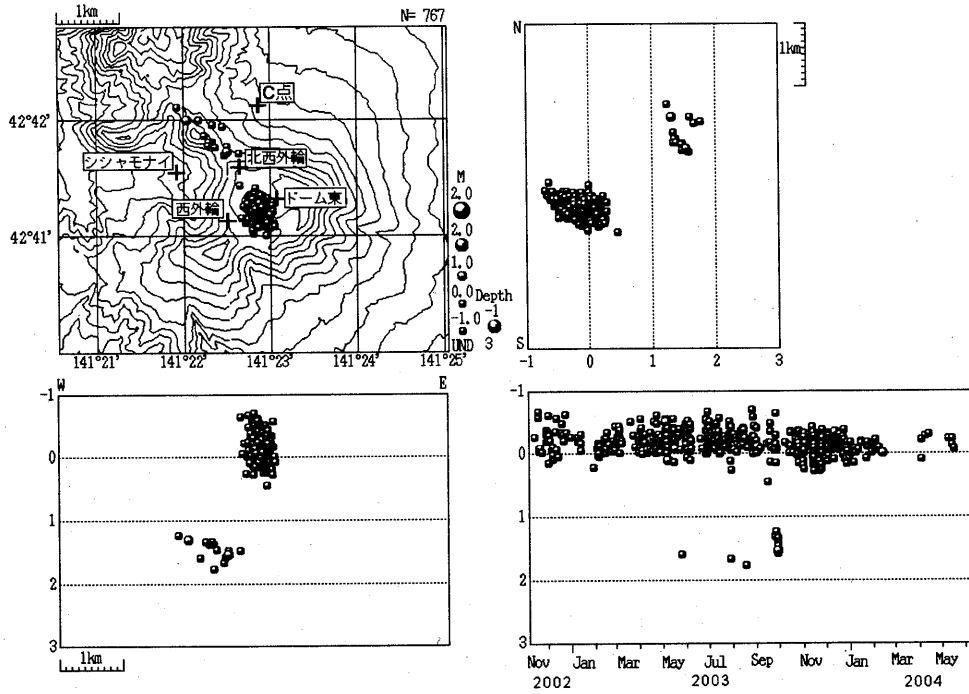 1km
N= 767
C点
42°42'
シシャモナイ
北西外輪
ドーム東
西外輪
42°41'
141°21'
141°22'
141°23'
141°24'
141°25'
M
2.0
2.0
1.0
0.0
-1.0
UND
Depth
-1
3
N
S
1km
-1
0
1
2
3
W
E
-1
0
1
2
3
1km
-1
0
1
2
3
Nov
Jan
Mar
May
Jul
Sep
Nov
Jan
Mar
May
2002
2003
2004